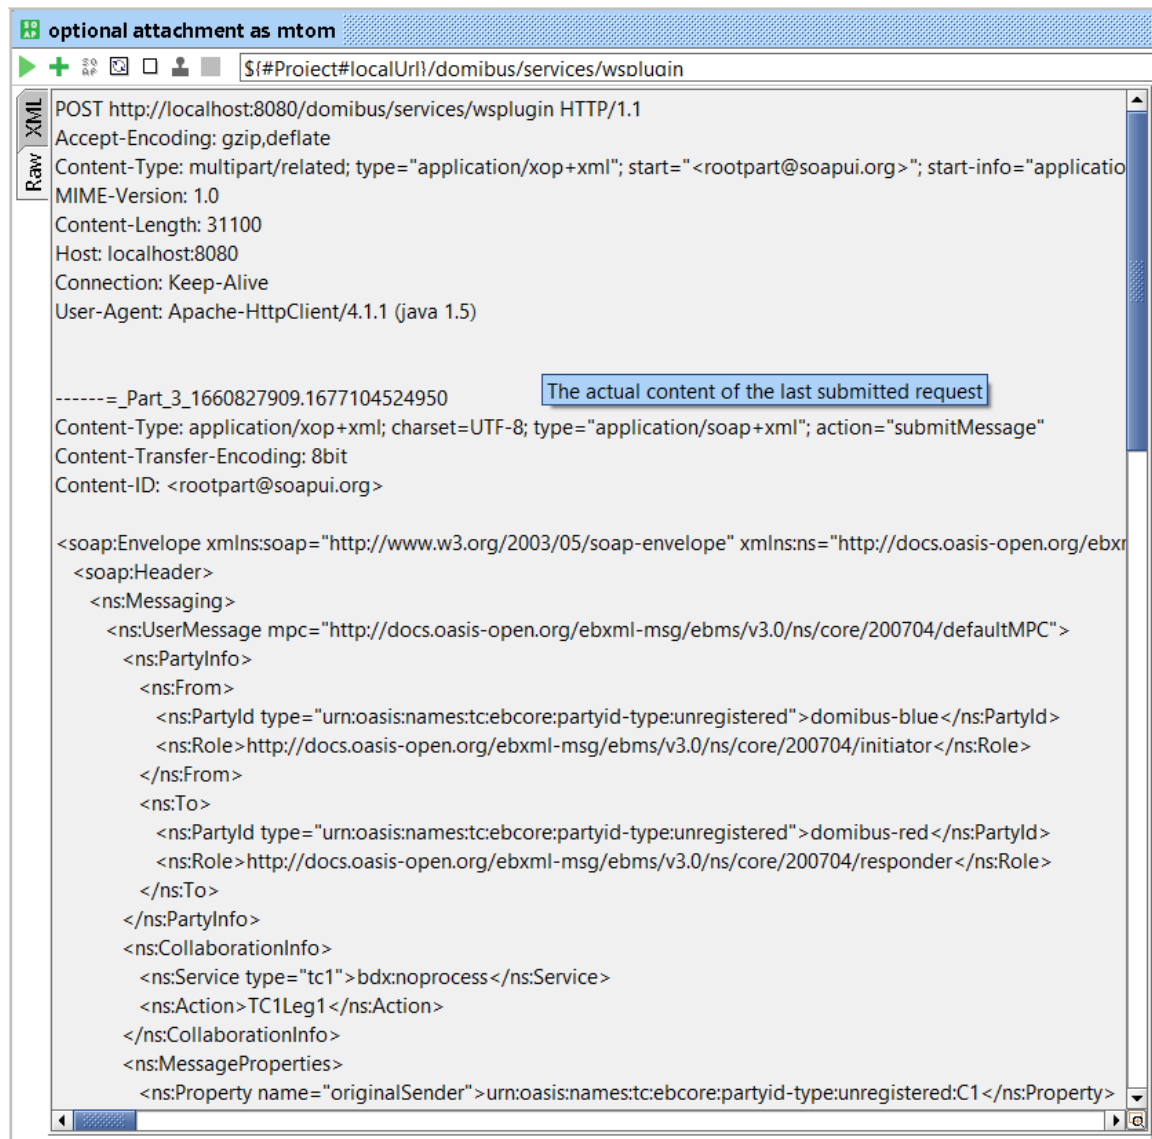 SO
AP
optional attachment as mtom
SO
AP
${#Project#localUrl}/domibus/services/wsplugin
XML
Raw
POST http://localhost:8080/domibus/services/wsplugin HTTP/1.1
Accept-Encoding: gzip,deflate
Content-Type: multipart/related; type="application/xop+xml"; start="<rootpart@soapui.org>"; start-info="applicatio
MIME-Version: 1.0
Content-Length: 31100
Host: localhost:8080
Connection: Keep-Alive
User-Agent: Apache-HttpClient/4.1.1 (java 1.5)
The actual content of the last submitted request
------=_Part_3_1660827909.1677104524950
Content-Type: application/xop+xml; charset=UTF-8; type="application/soap+xml"; action="submitMessage"
Content-Transfer-Encoding: 8bit
Content-ID: <rootpart@soapui.org>
<soap:Envelope xmlns:soap="http://www.w3.org/2003/05/soap-envelope" xmlns:ns="http://docs.oasis-open.org/ebxm
<soap:Header>
<ns:Messaging>
<ns:UserMessage mpc="http://docs.oasis-open.org/ebxml-msg/ebms/v3.0/ns/core/200704/defaultMPC">
<ns:PartyInfo>
<ns:From>
<ns:PartyId type="urn:oasis:names:tc:ebcore:partyid-type:unregistered">domibus-blue</ns:PartyId>
<ns:Role>http://docs.oasis-open.org/ebxml-msg/ebms/v3.0/ns/core/200704/initiator</ns:Role>
</ns:From>
<ns:To>
<ns:PartyId type="urn:oasis:names:tc:ebcore:partyid-type:unregistered">domibus-red</ns:PartyId>
<ns:Role>http://docs.oasis-open.org/ebxml-msg/ebms/v3.0/ns/core/200704/responder</ns:Role>
</ns:To>
</ns:PartyInfo>
<ns:CollaborationInfo>
<ns:Service type="tc1">bdx:noprocess</ns:Service>
<ns:Action>TC1Leg1</ns:Action>
</ns:CollaborationInfo>
<ns:MessageProperties>
<ns:Property name="originalSender">urn:oasis:names:tc:ebcore:partyid-type:unregistered:C1</ns:Property>